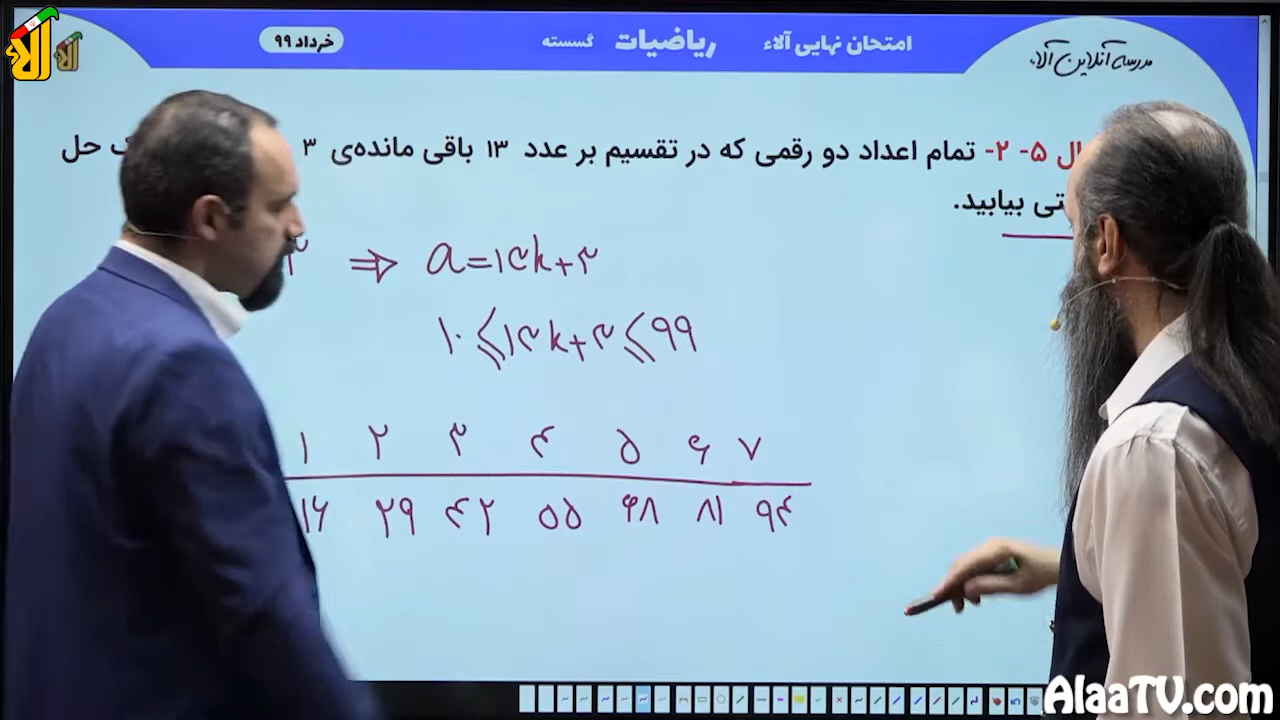 امتحان نهایی آلاء ریاضیات گسسته خرداد ۹۹
مدرسه آنلاین آلاء
۵- ۲- تمام اعداد دو رقمی که در تقسیم بر عدد ۱۳ باقی مانده‌ی ۳ حل
بیابید.
۳ ⇒ a=۱۳k+۳
۱۰ ≤ ۱۳k+۳ ≤ ۹۹
۱ ۲ ۳ ۴ ۵ ۶ ۷
۱۶ ۲۹ ۴۲ ۵۵ ۶۸ ۸۱ ۹۴
AlaaTV.com